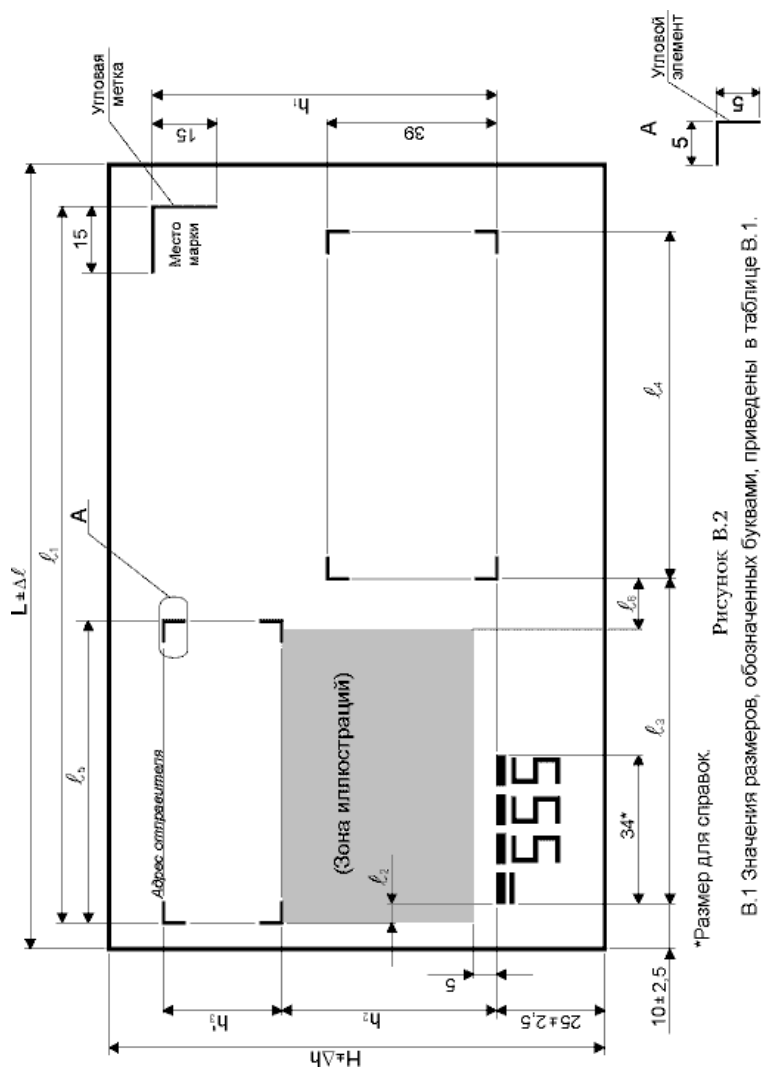 L±Δℓ
ℓ₁
15
Угловая
метка
ℓ₅
А
Место
марки
15
h₁
Адрес отправителя
(Зона иллюстраций)
39
ℓ₂
H±Δh
h₂
5
25±2,5
34*
ℓ₆
10±2,5
ℓ₃
ℓ₄
А
5
Угловой
элемент
5
*Размер для справок.
Рисунок В.2
В.1 Значения размеров, обозначенных буквами, приведены в таблице В.1.